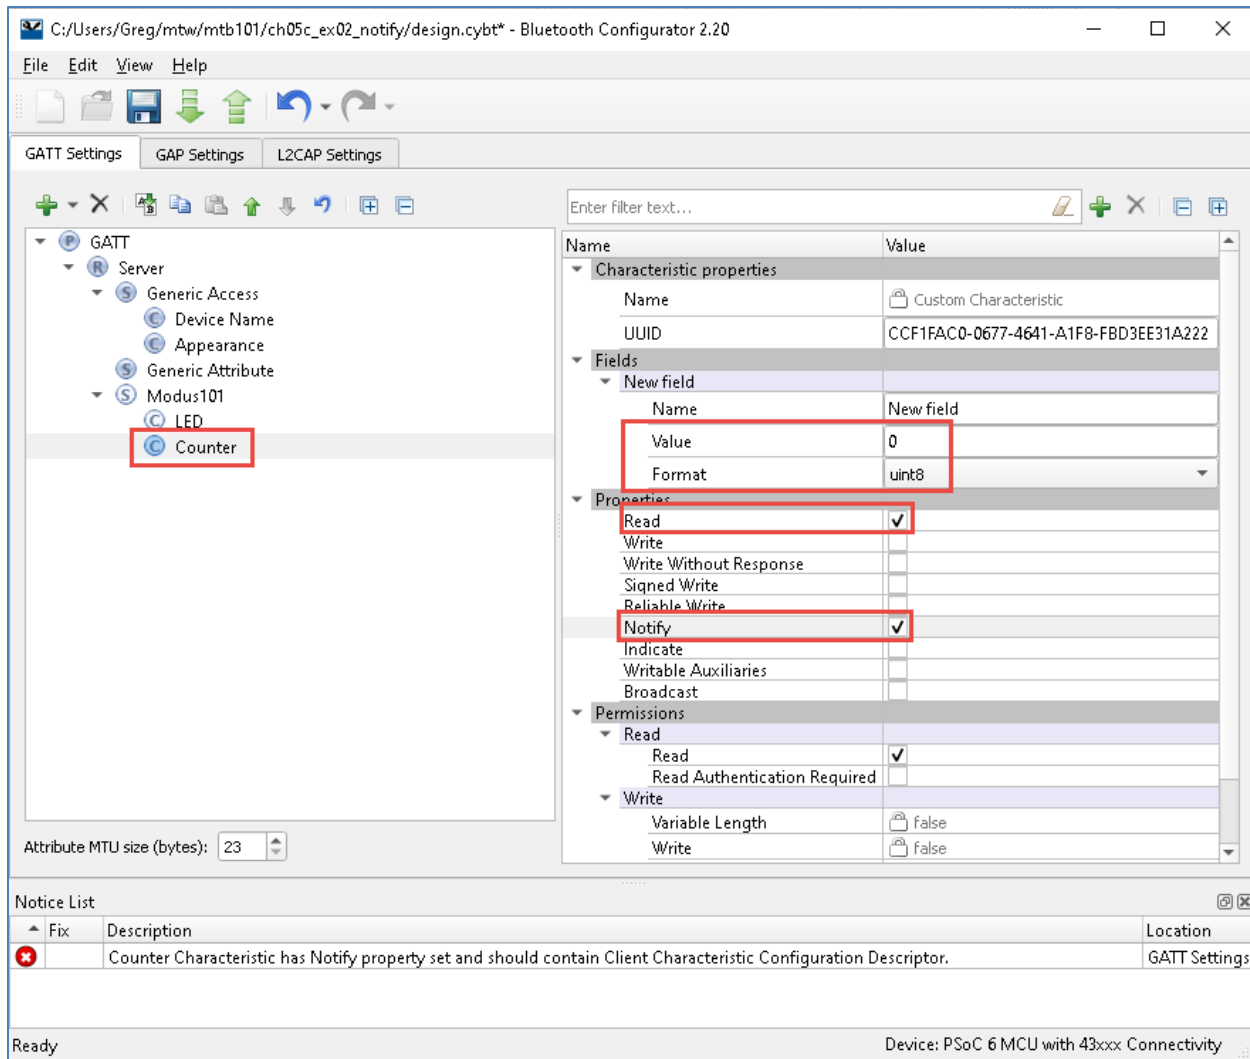 C:/Users/Greg/mtw/mtb101/ch05c_ex02_notify/design.cybt* - Bluetooth Configurator 2.20
File Edit View Help
GATT Settings GAP Settings L2CAP Settings
Enter filter text...
P GATT
R Server
S Generic Access
C Device Name
C Appearance
S Generic Attribute
S Modus101
C LED
C Counter
Attribute MTU size (bytes): 23
Name Value
Characteristic properties
Name Custom Characteristic
UUID CCF1FAC0-0677-4641-A1F8-FBD3EE31A222
Fields
New field
Name New field
Value 0
Format uint8
Properties
Read
Write
Write Without Response
Signed Write
Reliable Write
Notify
Indicate
Writable Auxiliaries
Broadcast
Permissions
Read
Read
Read Authentication Required
Write
Variable Length false
Write false
Notice List
Fix Description Location
Counter Characteristic has Notify property set and should contain Client Characteristic Configuration Descriptor. GATT Settings
Ready Device: PSoC 6 MCU with 43xxx Connectivity